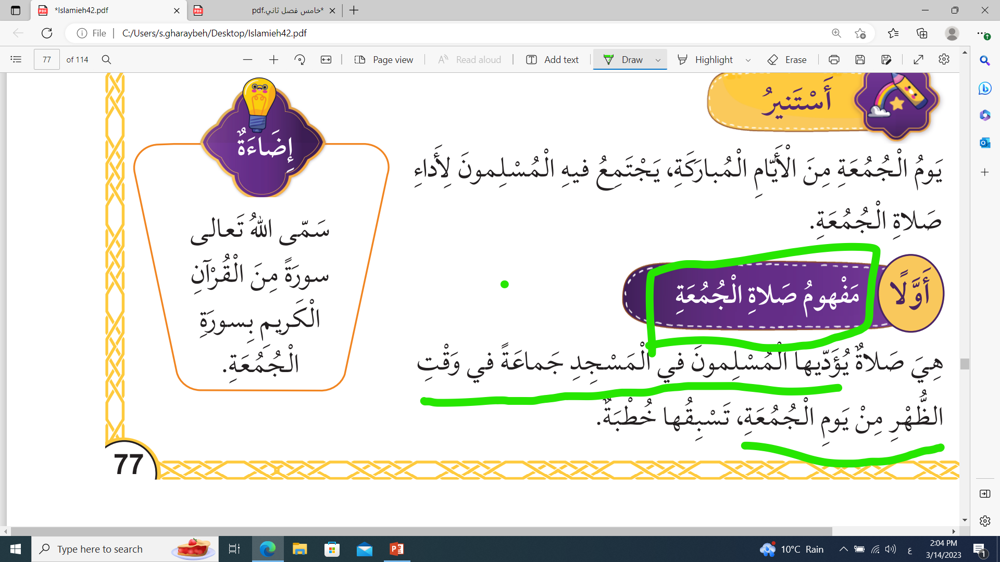 *Islamieh42.pdf
*خامس فصل ثاني.pdf
File
C:/Users/s.gharaybeh/Desktop/Islamieh42.pdf
77 of 114
Page view
Read aloud
Add text
Draw
Highlight
Erase
أَسْتَنيرُ
يَومُ الْجُمُعَةِ مِنَ الْأَيّامِ الْمُبارَكَةِ، يَجْتَمِعُ فيهِ الْمُسْلِمونَ لِأَداءِ
صَلاةِ الْجُمُعَةِ.
أَوَّلًا
مَفْهومُ صَلاةِ الْجُمُعَةِ
هِيَ صَلاةٌ يُؤَدّيها الْمُسْلِمونَ في الْمَسْجِدِ جَماعَةً في وَقْتِ
الظُّهْرِ مِنْ يَومِ الْجُمُعَةِ، تَسْبِقُها خُطْبَةٌ.
إِضَاءَةٌ
سَمّى اللهُ تَعالى
سورَةً مِنَ الْقُرْآنِ
الْكَريم بِسورَةِ
الْجُمُعَةِ.
77
Type here to search
10°C Rain
ع
2:04 PM
3/14/2023
1